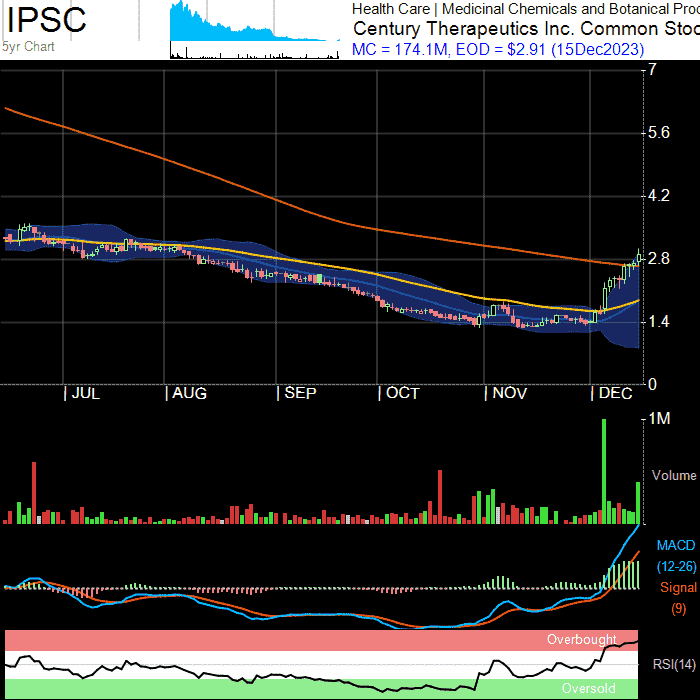 IPSC
5yr Chart
Health Care | Medicinal Chemicals and Botanical Proc
Century Therapeutics Inc. Common Stoc
MC = 174.1M, EOD = $2.91 (15Dec2023)
7
5.6
4.2
2.8
1.4
0
| JUL | AUG | SEP | OCT | NOV | DEC
1M
Volume
MACD
(12-26)
Signal
(9)
Overbought
RSI(14)
Oversold